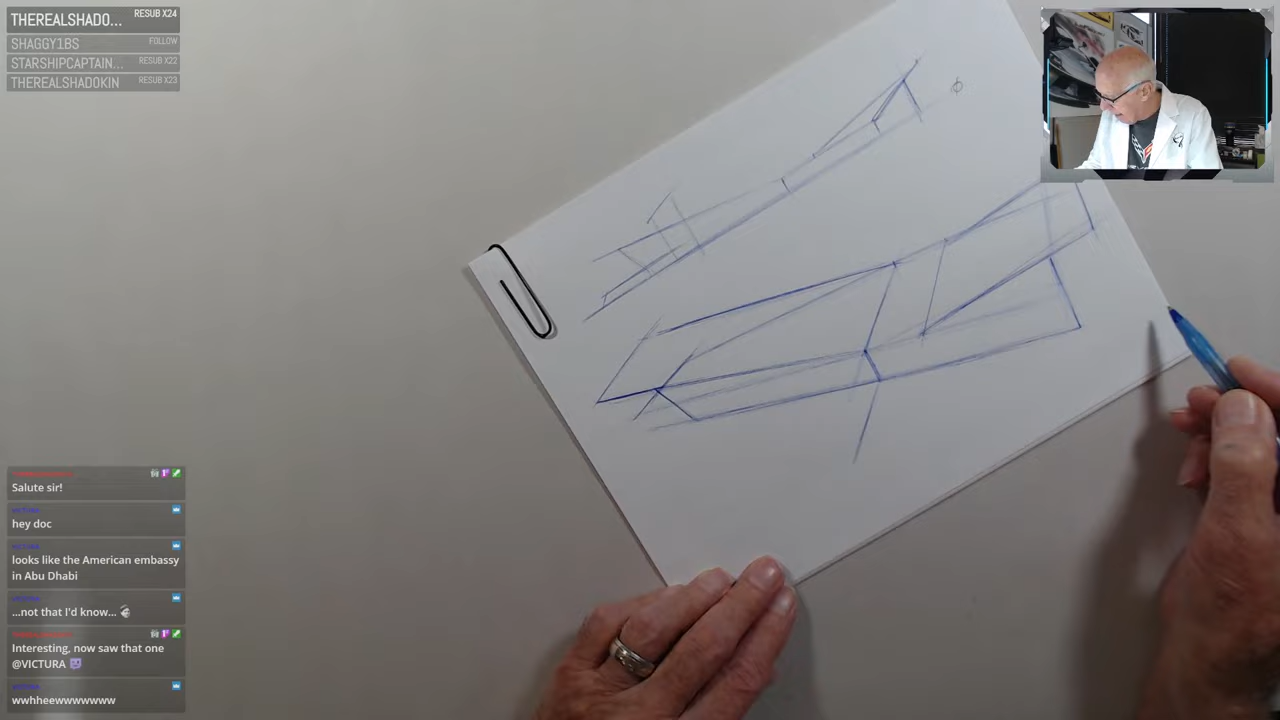 THEREALSHADO...
RESUB X24
SHAGGY1BS
FOLLOW
STARSHIPCAPTAIN...
RESUB X22
THEREALSHADOKIN
RESUB X23
Salute sir!
hey doc
looks like the American embassy
in Abu Dhabi
...not that I'd know...
Interesting, now saw that one
@VICTURA
wwhheewwwwwww